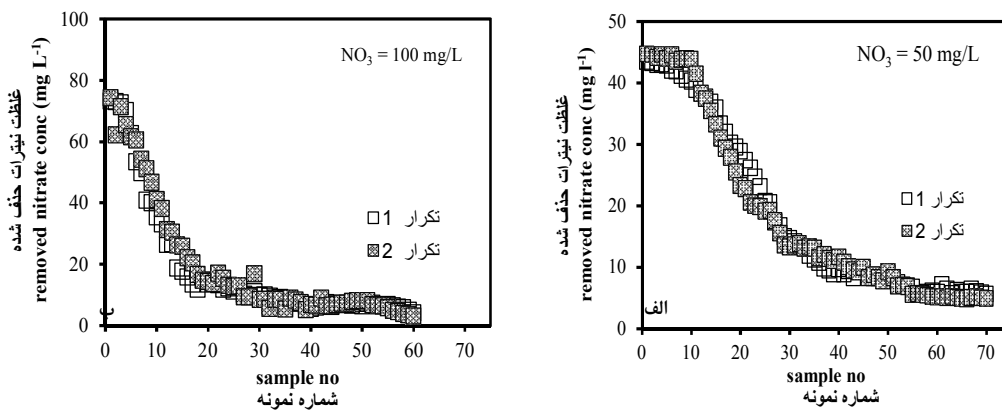 100
80
60
40
20
0
غلظت نیترات حذف شده
removed nitrate conc (mg L-1)
NO3 = 100 mg/L
تکرار 1
تکرار 2
ب
0 10 20 30 40 50 60 70
sample no
شماره نمونه
50
40
30
20
10
0
غلظت نیترات حذف شده
removed nitrate conc (mg l-1)
NO3 = 50 mg/L
تکرار 1
تکرار 2
الف
0 10 20 30 40 50 60 70
sample no
شماره نمونه